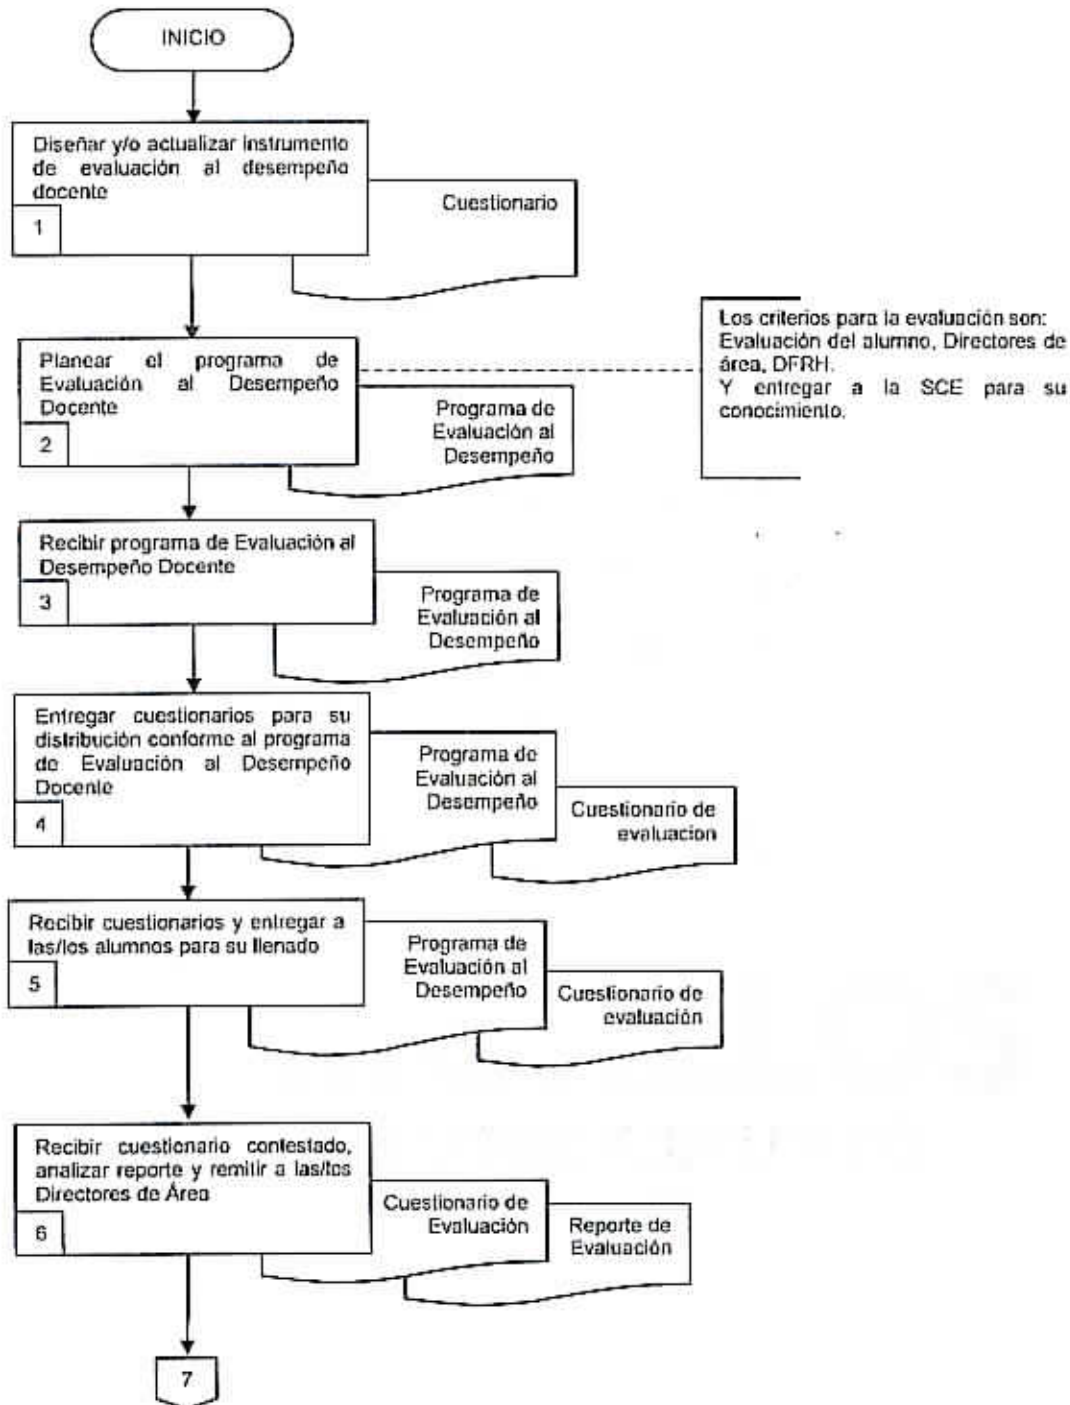 INICIO
Diseñar y/o actualizar instrumento
de evaluación al desempeño
docente
1
Cuestionario
Planear el programa de
Evaluación al Desempeño
Docente
2
Programa de
Evaluación al
Desempeño
Los criterios para la evaluación son:
Evaluación del alumno, Directores de
área, DFRH.
Y entregar a la SCE para su
conocimiento.
Recibir programa de Evaluación al
Desempeño Docente
3
Programa de
Evaluación al
Desempeño
Entregar cuestionarios para su
distribución conforme al programa
de Evaluación al Desempeño
Docente
4
Programa de
Evaluación al
Desempeño
Cuestionario de
evaluacion
Recibir cuestionarios y entregar a
las/los alumnos para su llenado
5
Programa de
Evaluación al
Desempeño
Cuestionario de
evaluación
Recibir cuestionario contestado,
analizar reporte y remitir a las/los
Directores de Área
6
Cuestionario de
Evaluación
Reporte de
Evaluación
7